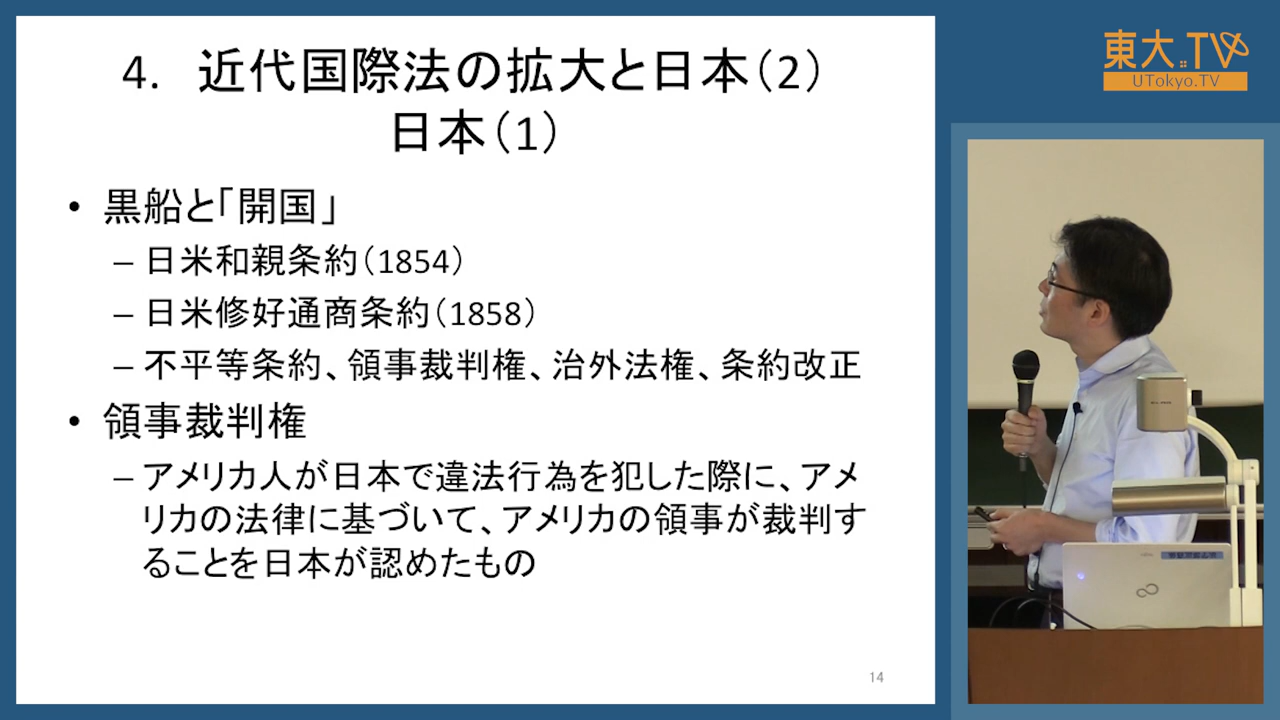 4. 近代国際法の拡大と日本(2)
日本(1)
• 黒船と「開国」
– 日米和親条約(1854)
– 日米修好通商条約(1858)
– 不平等条約、領事裁判権、治外法権、条約改正
• 領事裁判権
– アメリカ人が日本で違法行為を犯した際に、アメ
リカの法律に基づいて、アメリカの領事が裁判す
ることを日本が認めたもの
14
東大TV
UTokyo.TV